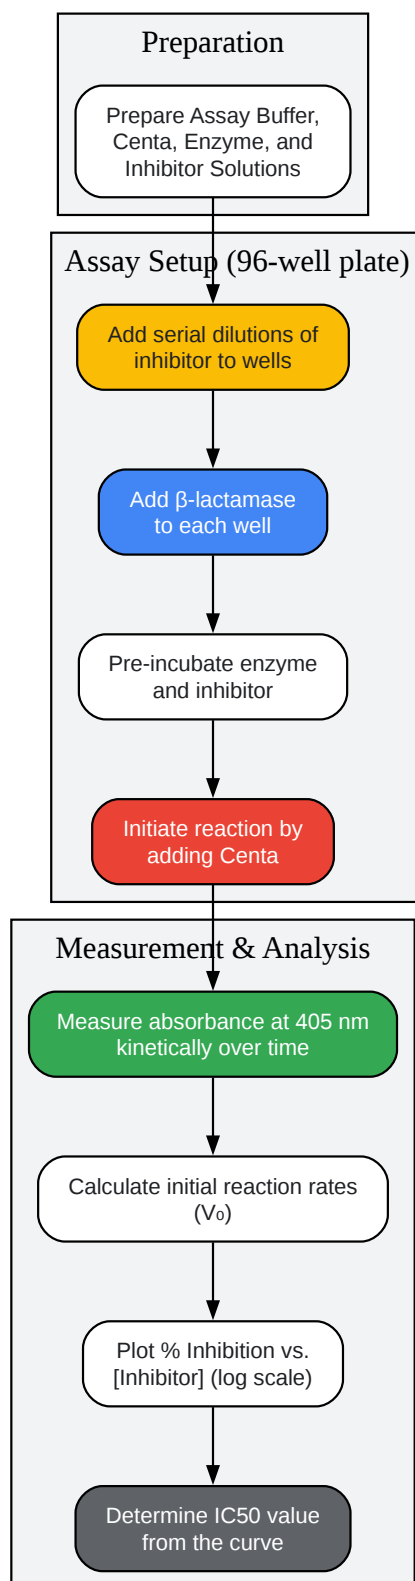 Preparation
Prepare Assay Buffer,
Centa, Enzyme, and
Inhibitor Solutions
Assay Setup (96-well plate)
Add serial dilutions of
inhibitor to wells
Add β-lactamase
to each well
Pre-incubate enzyme
and inhibitor
Initiate reaction by
adding Centa
Measurement & Analysis
Measure absorbance at 405 nm
kinetically over time
Calculate initial reaction rates
(V₀)
Plot % Inhibition vs.
[Inhibitor] (log scale)
Determine IC50 value
from the curve